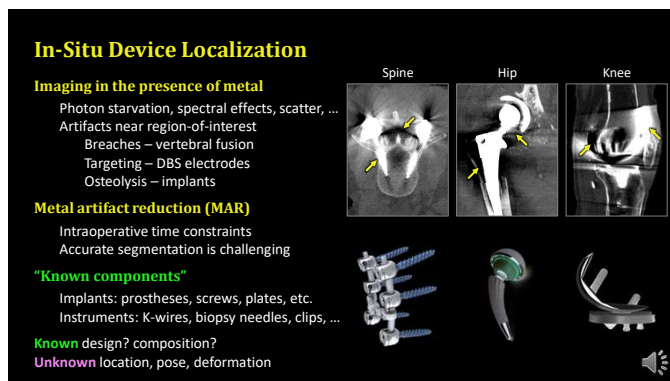 In-Situ Device Localization
Imaging in the presence of metal
Photon starvation, spectral effects, scatter, …
Artifacts near region-of-interest
Breaches – vertebral fusion
Targeting – DBS electrodes
Osteolysis – implants
Metal artifact reduction (MAR)
Intraoperative time constraints
Accurate segmentation is challenging
“Known components”
Implants: prostheses, screws, plates, etc.
Instruments: K-wires, biopsy needles, clips, …
Known design? composition?
Unknown location, pose, deformation
Spine
Hip
Knee